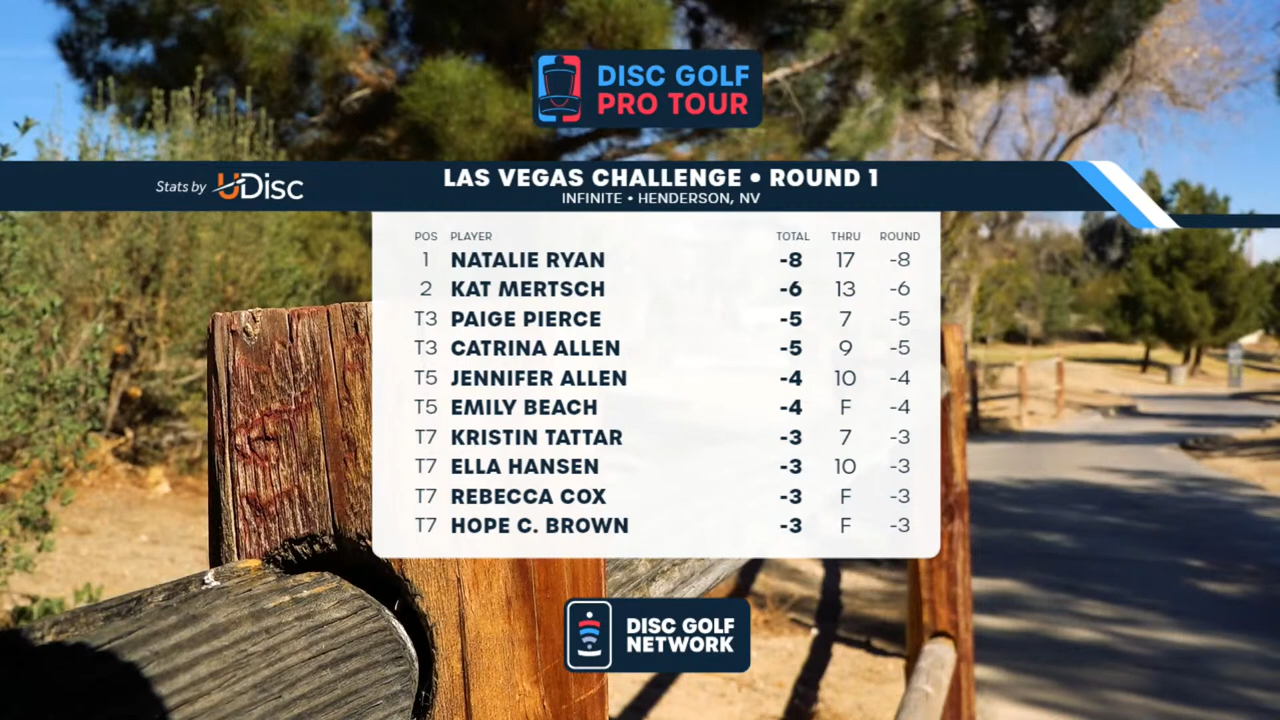 DISC GOLF
PRO TOUR
Stats by UDisc
LAS VEGAS CHALLENGE • ROUND 1
INFINITE • HENDERSON, NV
POS PLAYER TOTAL THRU ROUND
1 NATALIE RYAN -8 17 -8
2 KAT MERTSCH -6 13 -6
T3 PAIGE PIERCE -5 7 -5
T3 CATRINA ALLEN -5 9 -5
T5 JENNIFER ALLEN -4 10 -4
T5 EMILY BEACH -4 F -4
T7 KRISTIN TATTAR -3 7 -3
T7 ELLA HANSEN -3 10 -3
T7 REBECCA COX -3 F -3
T7 HOPE C. BROWN -3 F -3
DISC GOLF
NETWORK